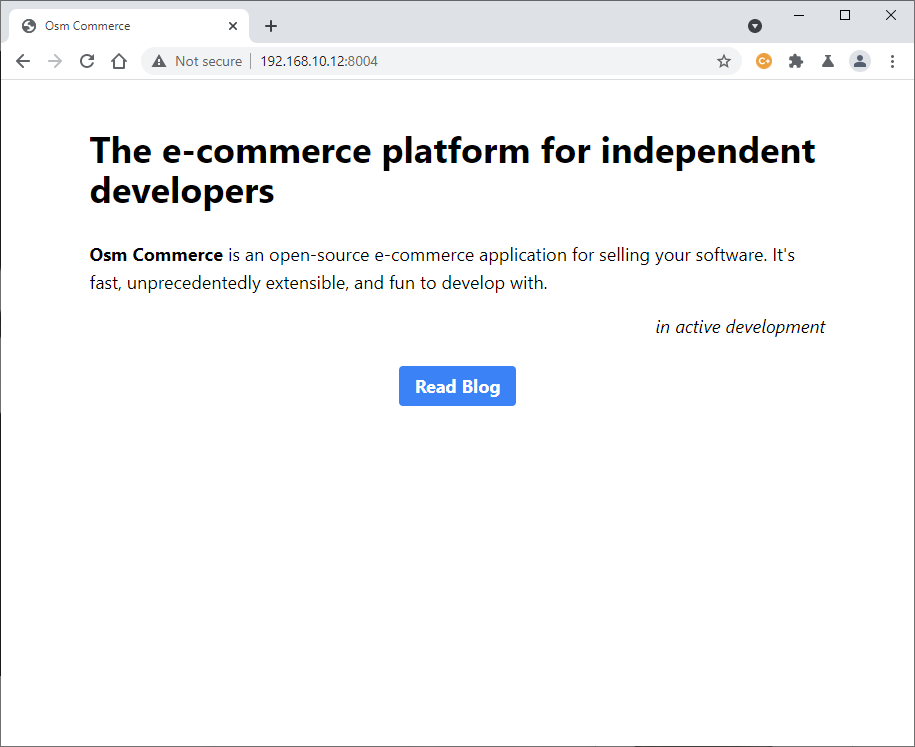 Osm Commerce
Not secure
192.168.10.12:8004
C+
The e-commerce platform for independent
developers
Osm Commerce is an open-source e-commerce application for selling your software. It's
fast, unprecedentedly extensible, and fun to develop with.
in active development
Read Blog